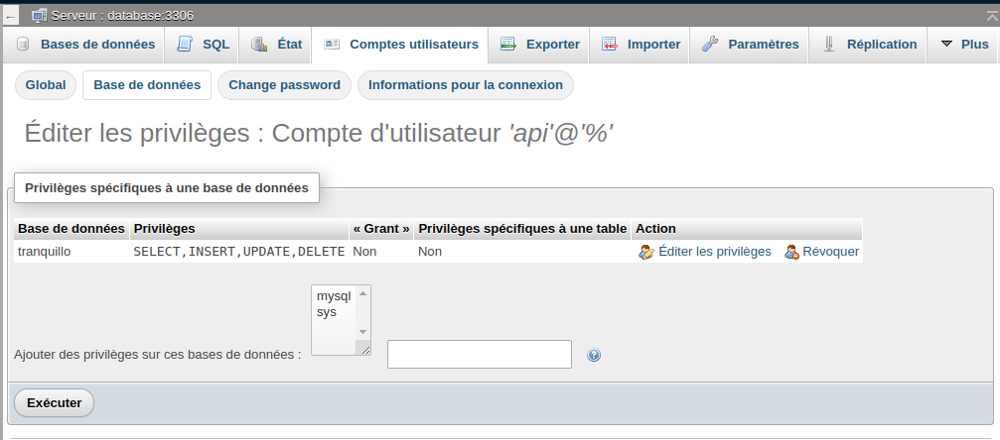 Serveur : database:3306
Bases de données SQL État Comptes utilisateurs Exporter Importer Paramètres Réplication Plus
Global Base de données Change password Informations pour la connexion
Éditer les privilèges : Compte d'utilisateur 'api'@'%'
Privilèges spécifiques à une base de données
Base de données Privilèges « Grant » Privilèges spécifiques à une table Action
tranquillo SELECT,INSERT,UPDATE,DELETE Non Non Éditer les privilèges Révoquer
mysql
sys
Ajouter des privilèges sur ces bases de données :
Exécuter